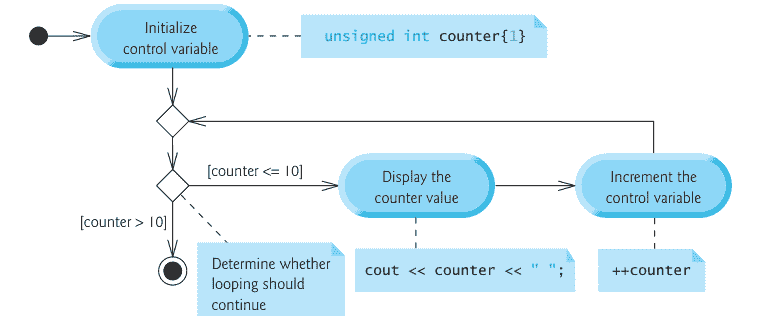 Initialize
control variable
unsigned int counter{1}
[counter <= 10]
Display the
counter value
Increment the
control variable
[counter > 10]
Determine whether
looping should
continue
cout << counter << " ";
++counter